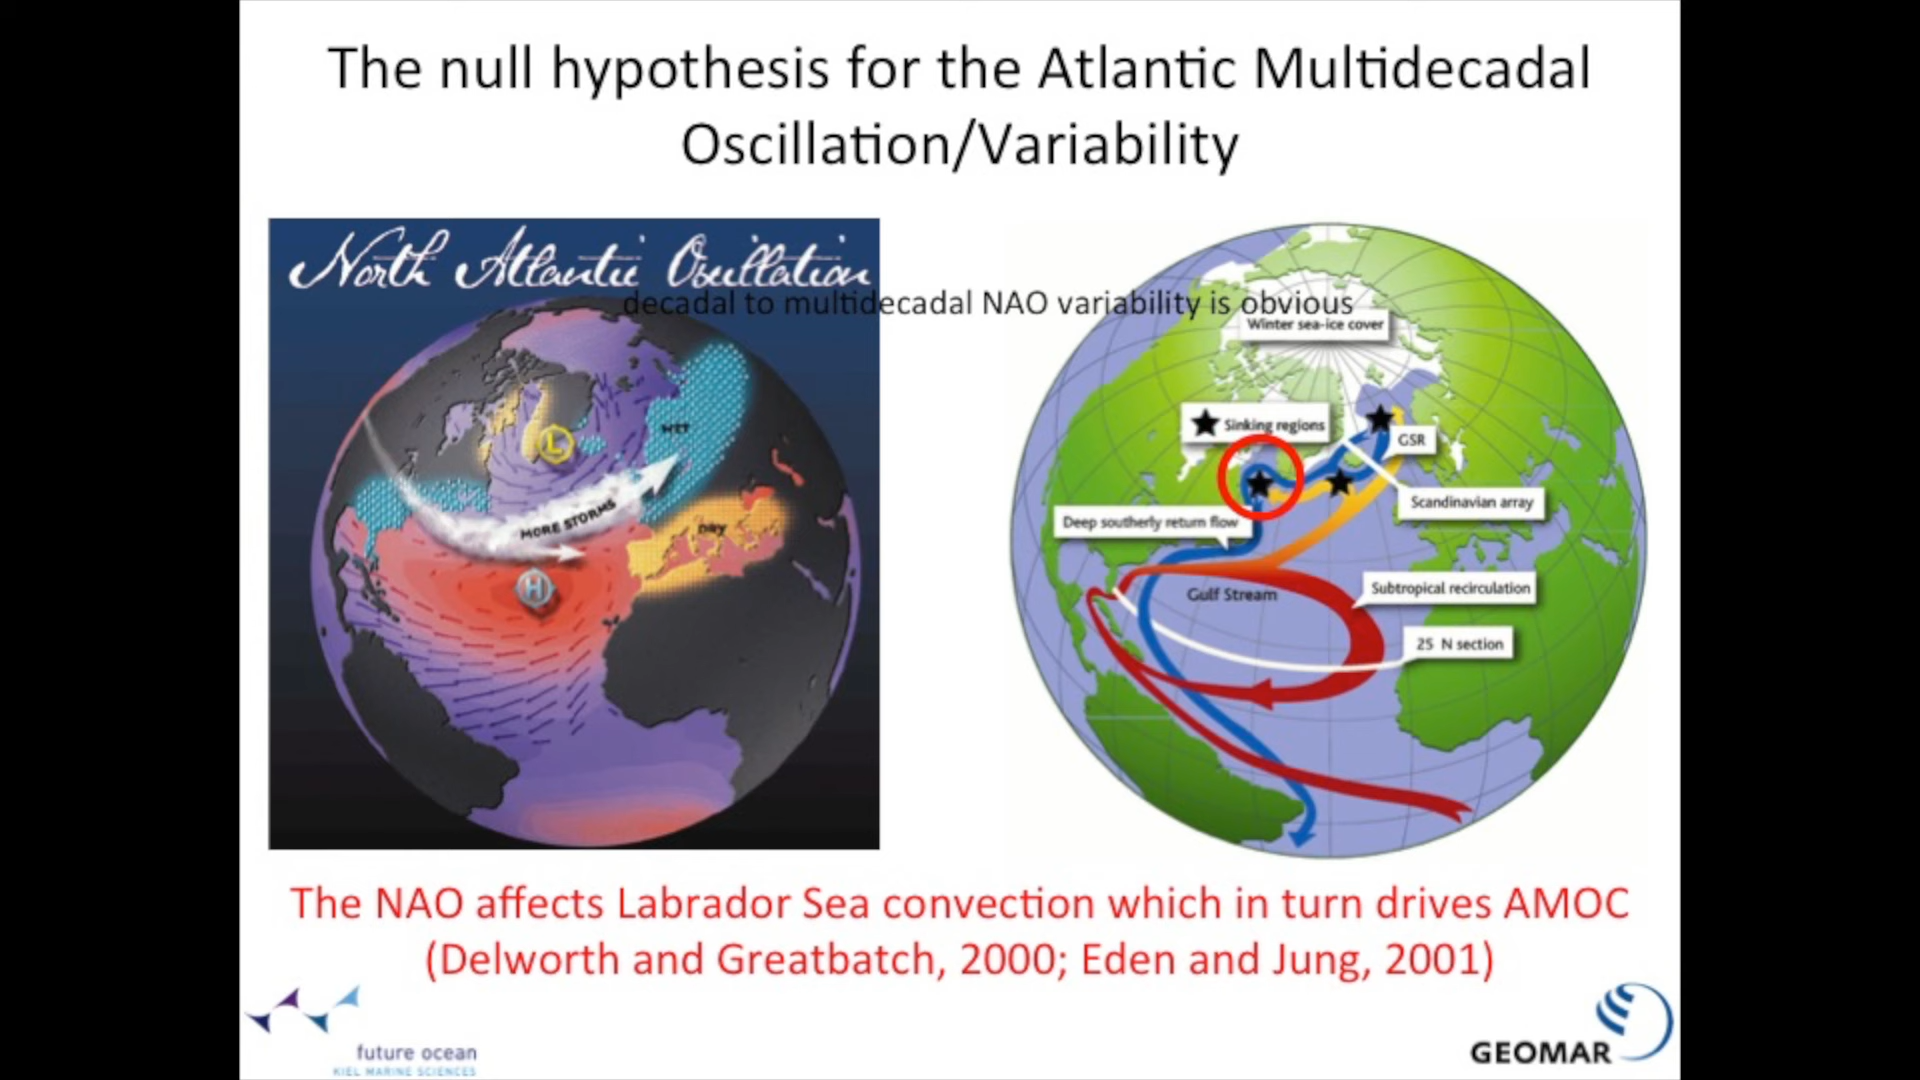 The null hypothesis for the Atlantic Multidecadal
Oscillation/Variability
North Atlantic Oscillation
decadal to multidecadal NAO variability is obvious
L
WET
MORE STORMS
DRY
H
Winter sea-ice cover
Sinking regions
GSR
Scandinavian array
Deep southerly return flow
Subtropical recirculation
Gulf Stream
25 N section
The NAO affects Labrador Sea convection which in turn drives AMOC
(Delworth and Greatbatch, 2000; Eden and Jung, 2001)
future ocean
KIEL MARINE SCIENCES
GEOMAR